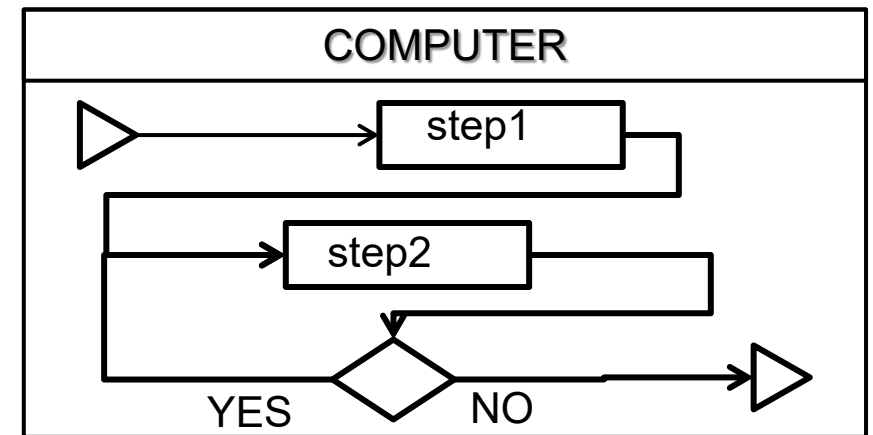 COMPUTER
step1
step2
YES
NO